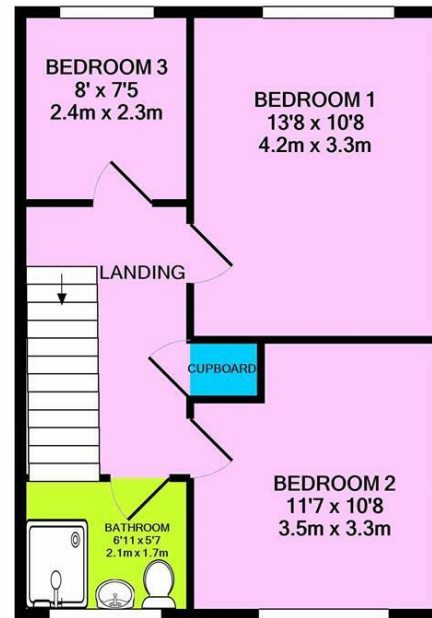 BEDROOM 3
8' x 7'5
2.4m x 2.3m
BEDROOM 1
13'8 x 10'8
4.2m x 3.3m
LANDING
CUPBOARD
BEDROOM 2
11'7 x 10'8
3.5m x 3.3m
BATHROOM
6'11 x 5'7
2.1m x 1.7m